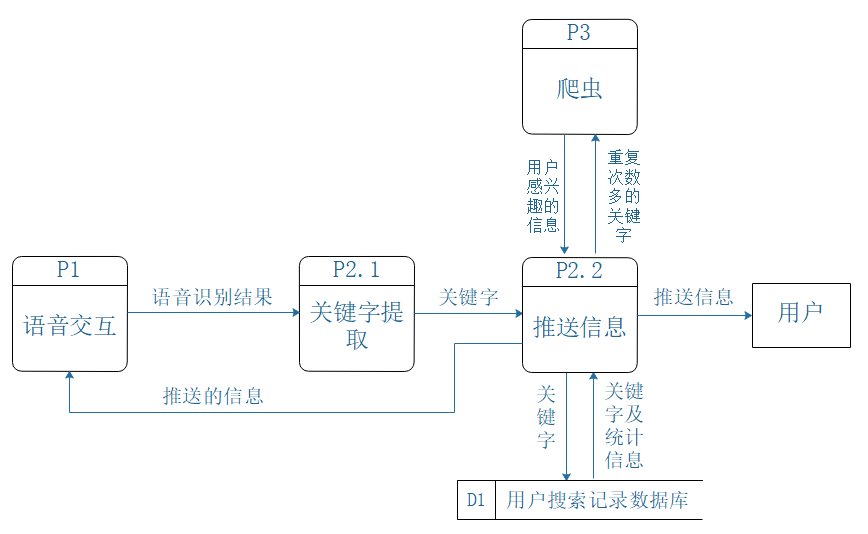 P3
爬虫
用户
感兴
趣的
信息
重复
次数
多的
关键
字
P1
语音交互
语音识别结果
P2.1
关键字提
取
关键字
P2.2
推送信息
推送信息
用户
推送的信息
关
键
字
关键
字及
统计
信息
D1
用户搜索记录数据库